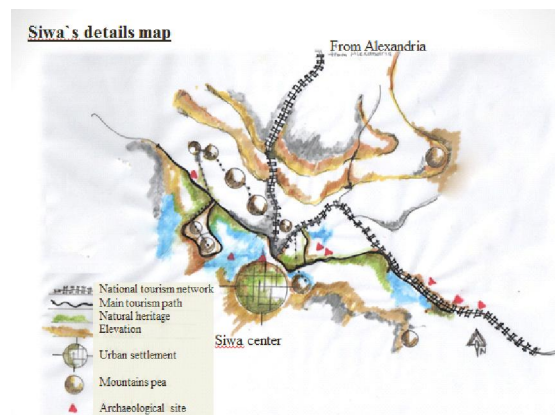 Siwa`s details map
From Alexandria
National tourism network
Main tourism path
Natural heritage
Elevation
Siwa center
Urban settlement
Mountains pea
Archaeological site
N